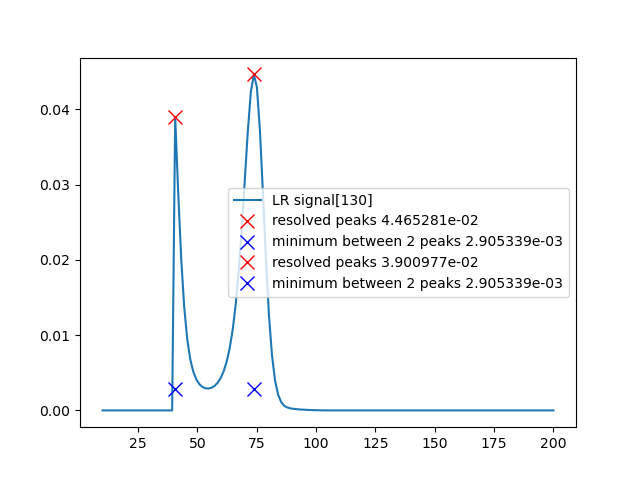 0.04
0.03
0.02
0.01
0.00
LR signal[130]
resolved peaks 4.465281e-02
minimum between 2 peaks 2.905339e-03
resolved peaks 3.900977e-02
minimum between 2 peaks 2.905339e-03
25 50 75 100 125 150 175 200